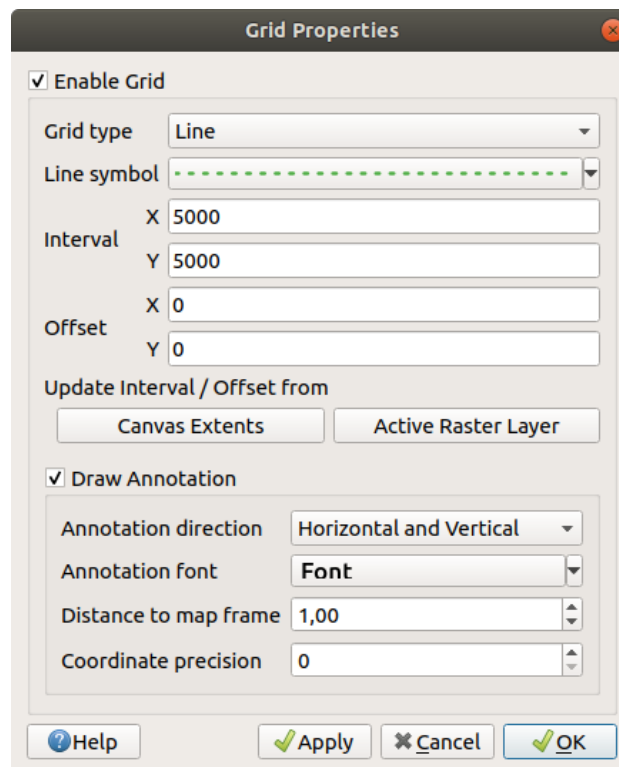 Grid Properties
Enable Grid
Grid type Line
Line symbol
Interval X 5000
Y 5000
Offset X 0
Y 0
Update Interval / Offset from
Canvas Extents Active Raster Layer
Draw Annotation
Annotation direction Horizontal and Vertical
Annotation font Font
Distance to map frame 1,00
Coordinate precision 0
Help Apply Cancel OK